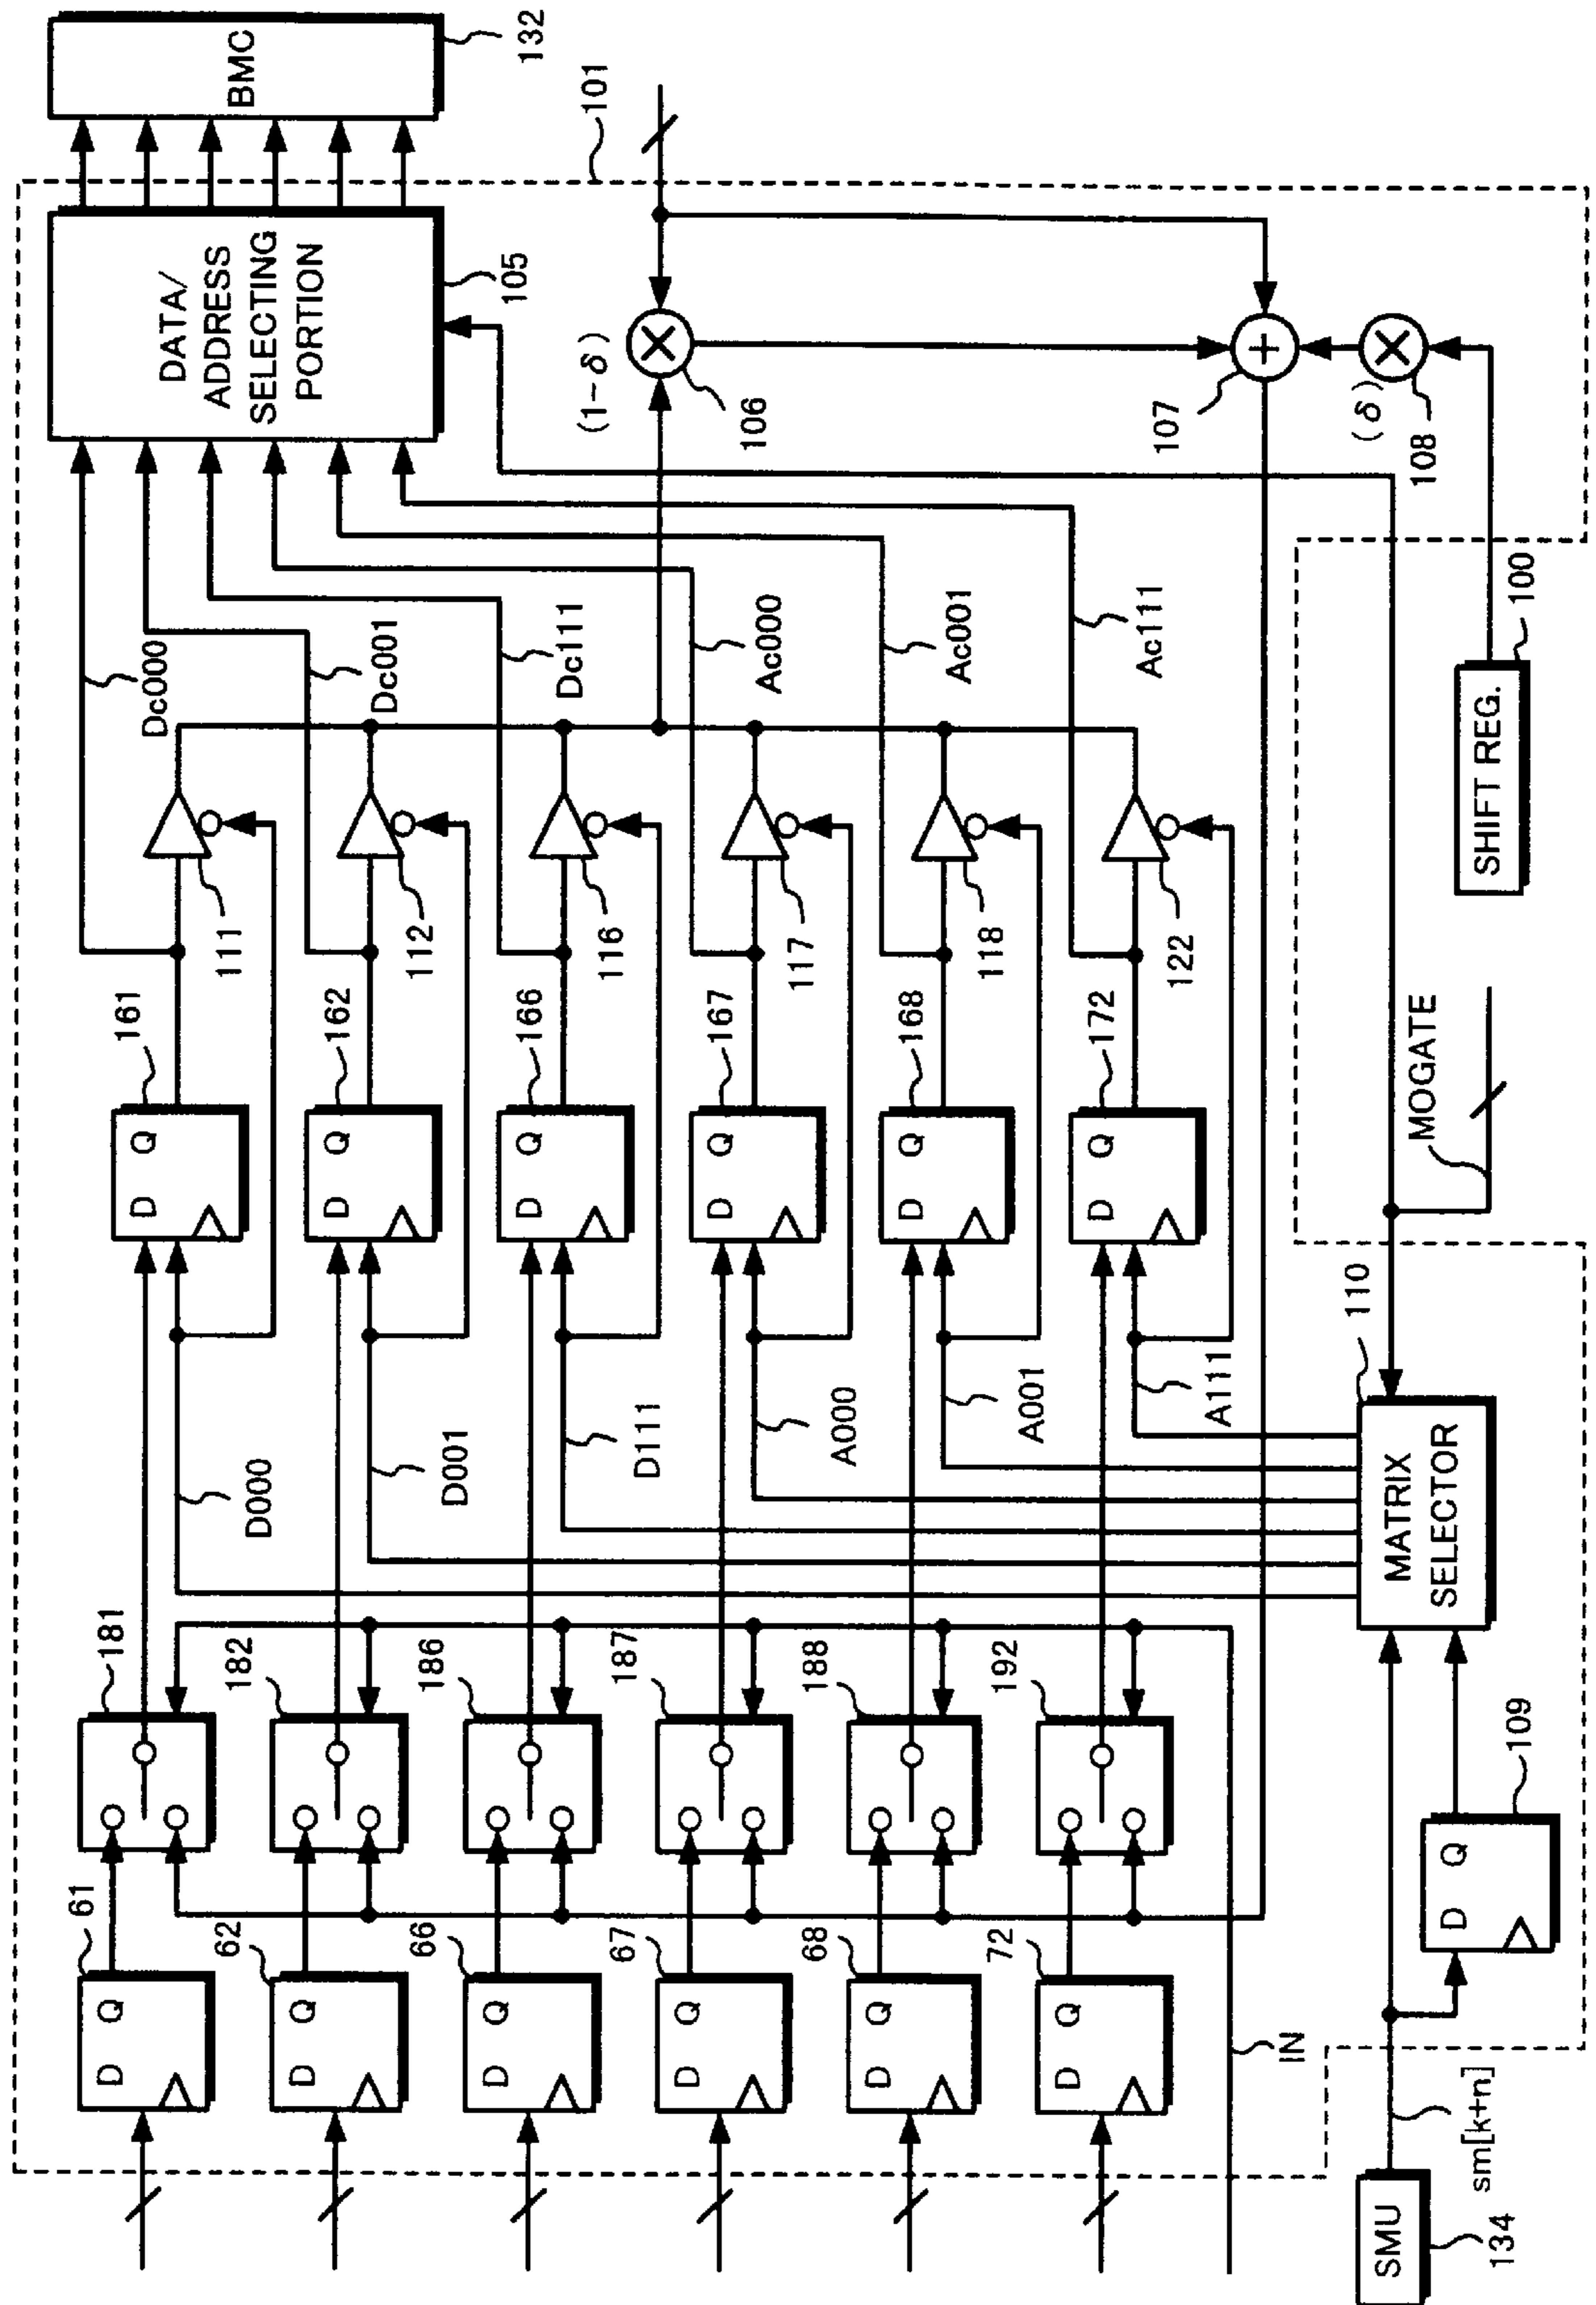 BMC
132
101
DATA/
ADDRESS
SELECTING
PORTION
105
(1-δ)
106
107
(δ)
108
Dc000
Dc001
Dc111
Ac000
Ac001
Ac111
100
SHIFT REG.
111
112
116
117
118
122
161
162
166
167
168
172
D Q
D Q
D Q
D Q
D Q
D Q
MOGATE
D000
D001
D111
A000
A001
A111
110
MATRIX
SELECTOR
181
182
186
187
188
192
109
D Q
61
62
66
67
68
72
D Q
D Q
D Q
D Q
D Q
D Q
IN
sm[k+n]
SMU
134